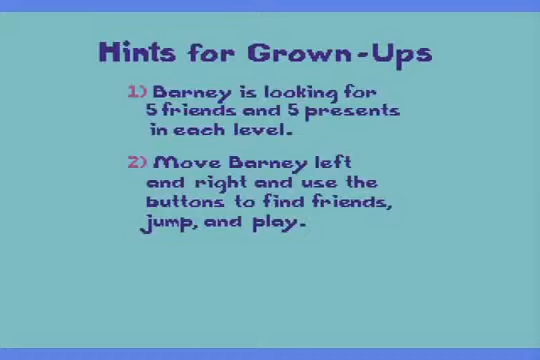 Hints for Grown-Ups
1) Barney is looking for
5 friends and 5 presents
in each level.
2) Move Barney left
and right and use the
buttons to find friends,
jump, and play.